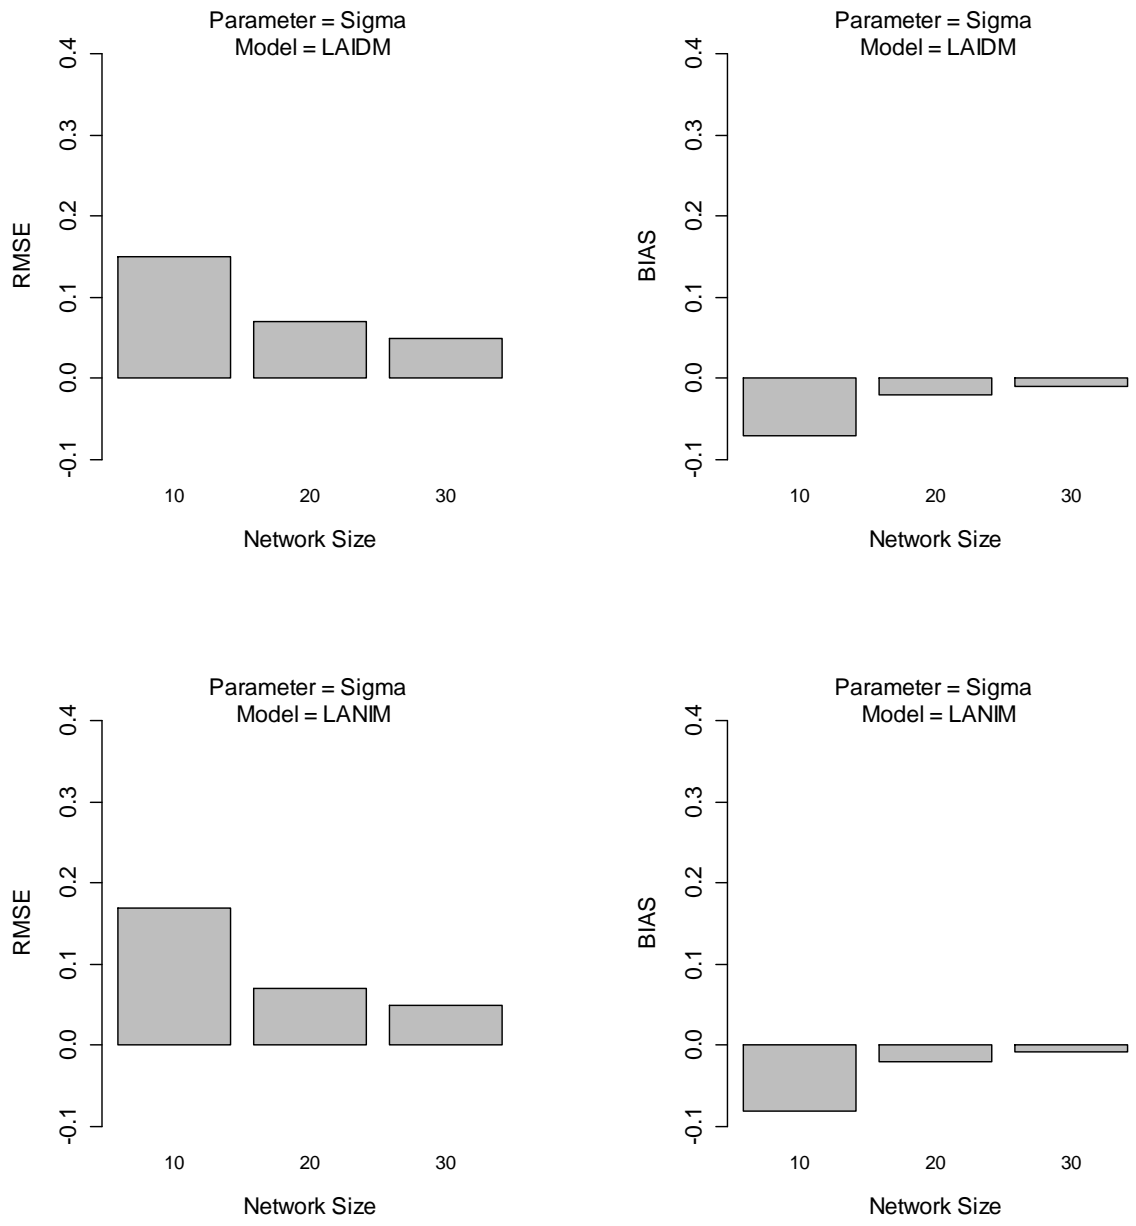 Parameter = Sigma
Model = LAIDM
RMSE
0.4
0.3
0.2
0.1
0.0
-0.1
10 20 30
Network Size
Parameter = Sigma
Model = LAIDM
BIAS
0.4
0.3
0.2
0.1
0.0
-0.1
10 20 30
Network Size
Parameter = Sigma
Model = LANIM
RMSE
0.4
0.3
0.2
0.1
0.0
-0.1
10 20 30
Network Size
Parameter = Sigma
Model = LANIM
BIAS
0.4
0.3
0.2
0.1
0.0
-0.1
10 20 30
Network Size